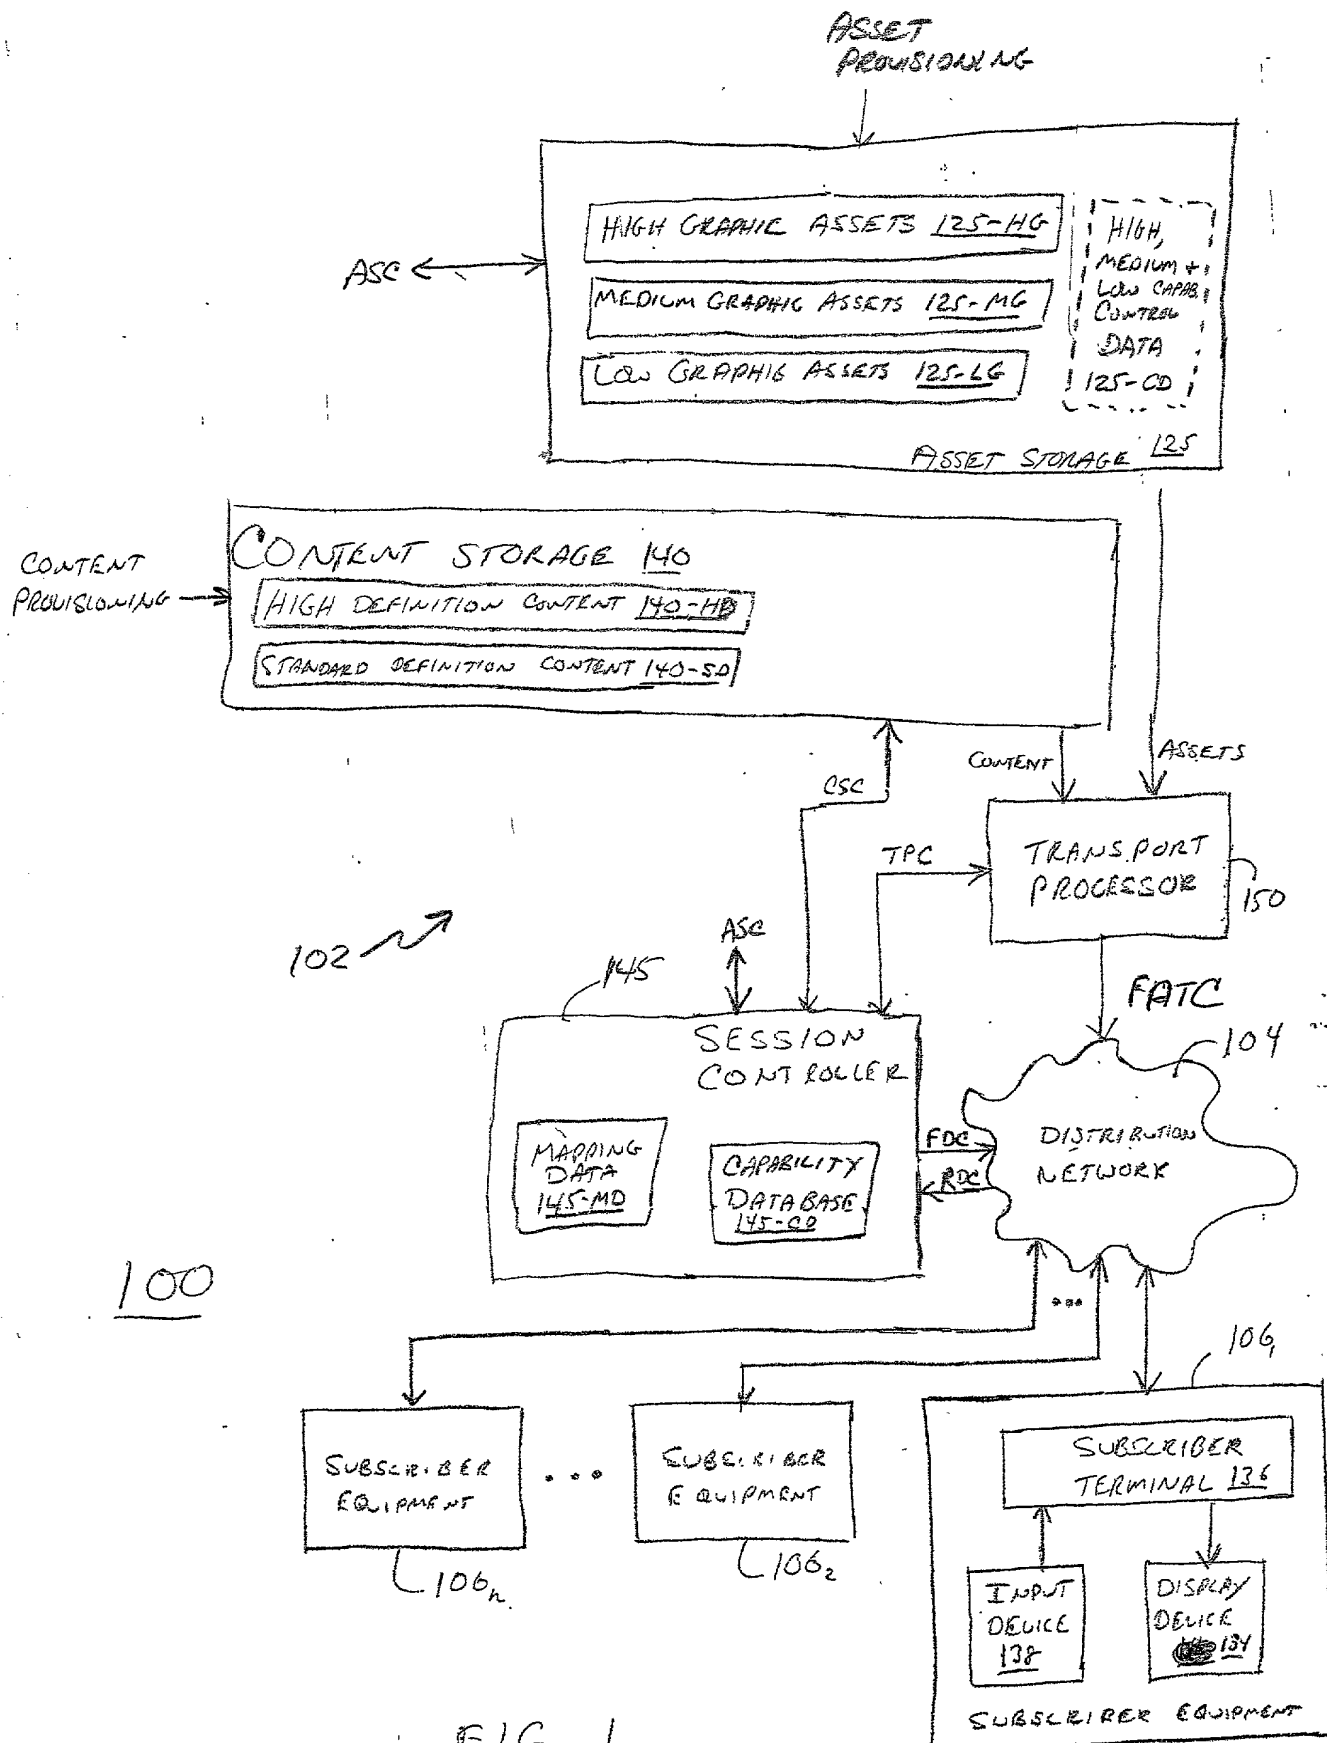 ASSET
PROVISIONING
HIGH GRAPHIC ASSETS 125-HG
MEDIUM GRAPHIC ASSETS 125-MG
LOW GRAPHIC ASSETS 125-LG
HIGH,
MEDIUM +
LOW CAPAB.
CONTROL
DATA
125-CD
ASC
ASSET STORAGE 125
CONTENT
PROVISIONING
CONTENT STORAGE 140
HIGH DEFINITION CONTENT 140-HD
STANDARD DEFINITION CONTENT 140-SD
CONTENT
ASSETS
CSC
TPC
TRANSPORT
PROCESSOR
150
102
ASC
145
FATC
104
SESSION
CONTROLLER
MAPPING
DATA
145-MD
CAPABILITY
DATABASE
145-CD
FDC
RDC
DISTRIBUTION
NETWORK
100
...
106₁
SUBSCRIBER
EQUIPMENT
...
SUBSCRIBER
EQUIPMENT
SUBSCRIBER
TERMINAL 136
106n
106₂
INPUT
DEVICE
138
DISPLAY
DEVICE
134
SUBSCRIBER EQUIPMENT
FIG. 1